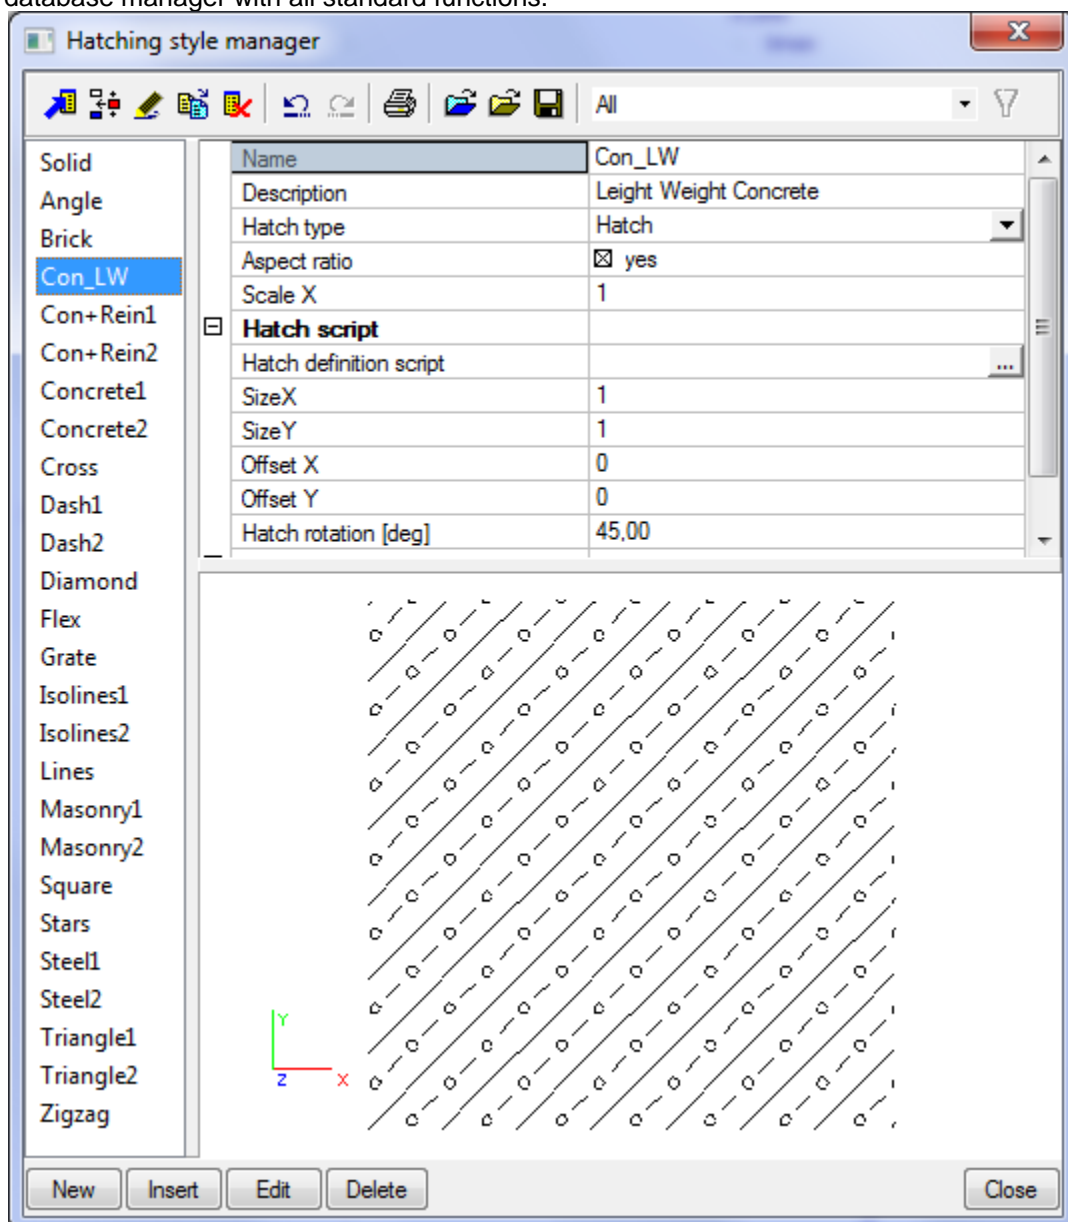 database manager with all standard functions.
Hatching style manager
All
Solid
Angle
Brick
Con_LW
Con+Rein1
Con+Rein2
Concrete1
Concrete2
Cross
Dash1
Dash2
Diamond
Flex
Grate
Isolines1
Isolines2
Lines
Masonry1
Masonry2
Square
Stars
Steel1
Steel2
Triangle1
Triangle2
Zigzag
Name Con_LW
Description Leight Weight Concrete
Hatch type Hatch
Aspect ratio yes
Scale X 1
Hatch script
Hatch definition script ...
SizeX 1
SizeY 1
Offset X 0
Offset Y 0
Hatch rotation [deg] 45,00
Y
Z X
New Insert Edit Delete Close